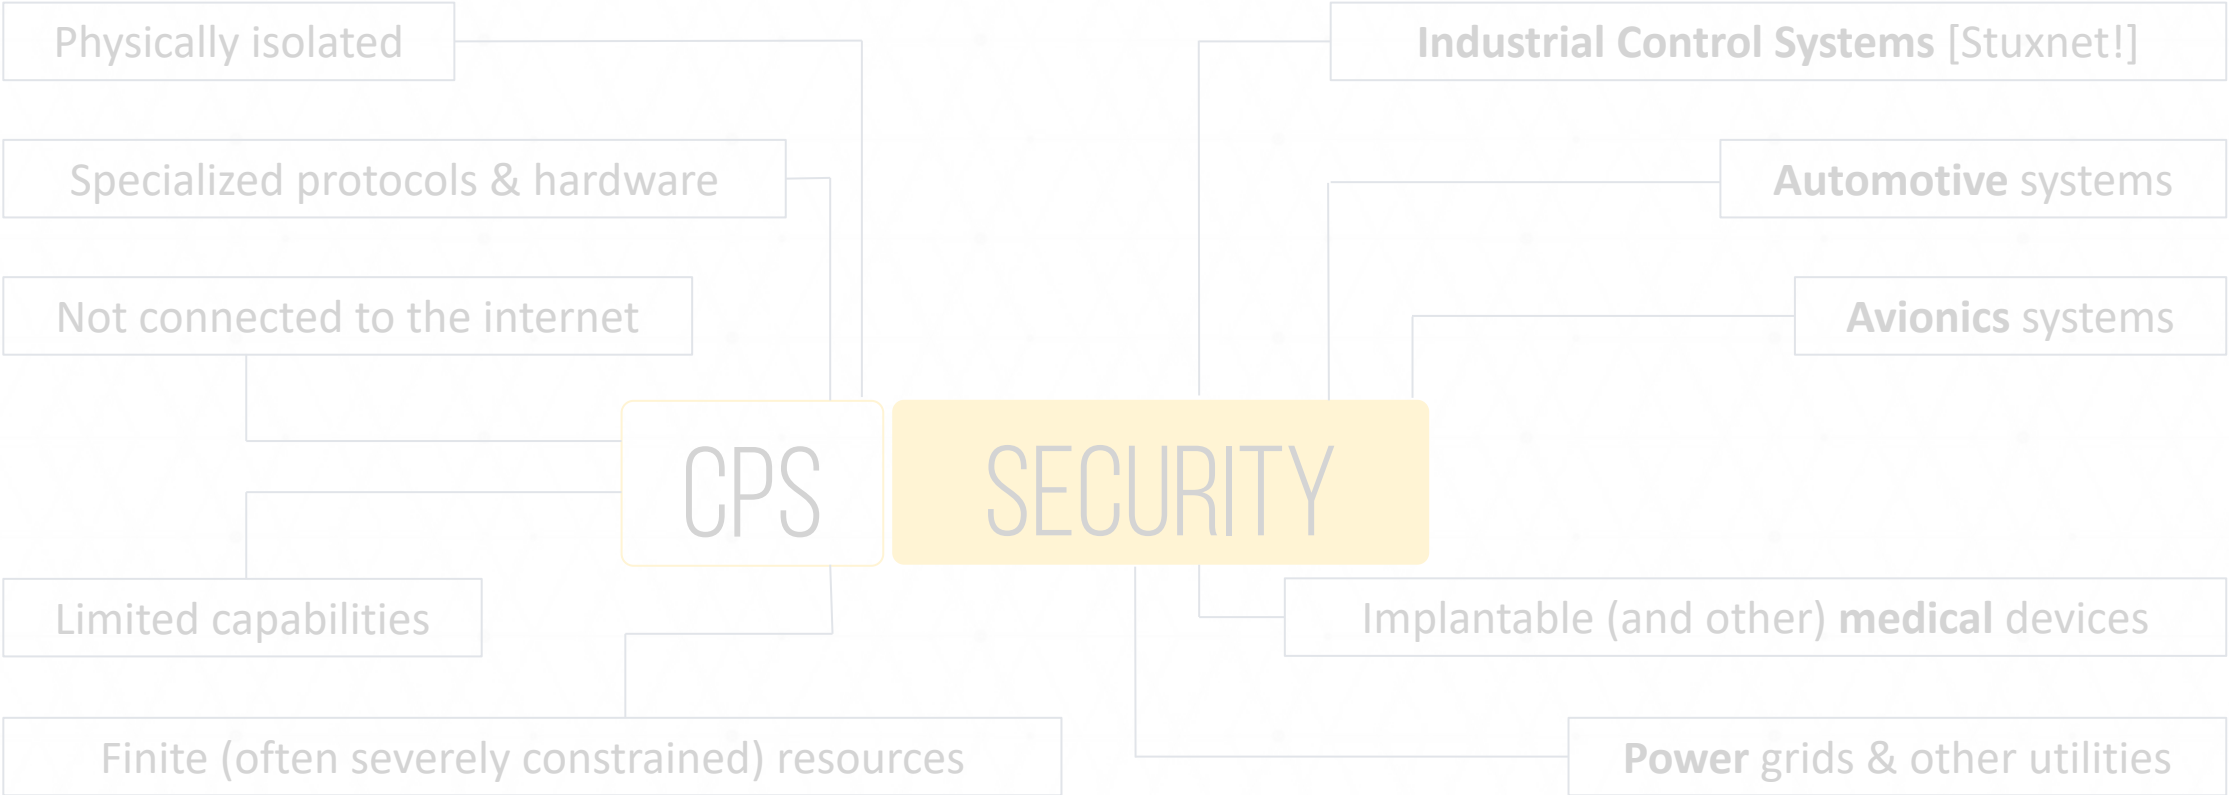 Physically isolated
Industrial Control Systems [Stuxnet!]
Specialized protocols & hardware
Automotive systems
Not connected to the internet
Avionics systems
CPS
SECURITY
Limited capabilities
Implantable (and other) medical devices
Finite (often severely constrained) resources
Power grids & other utilities